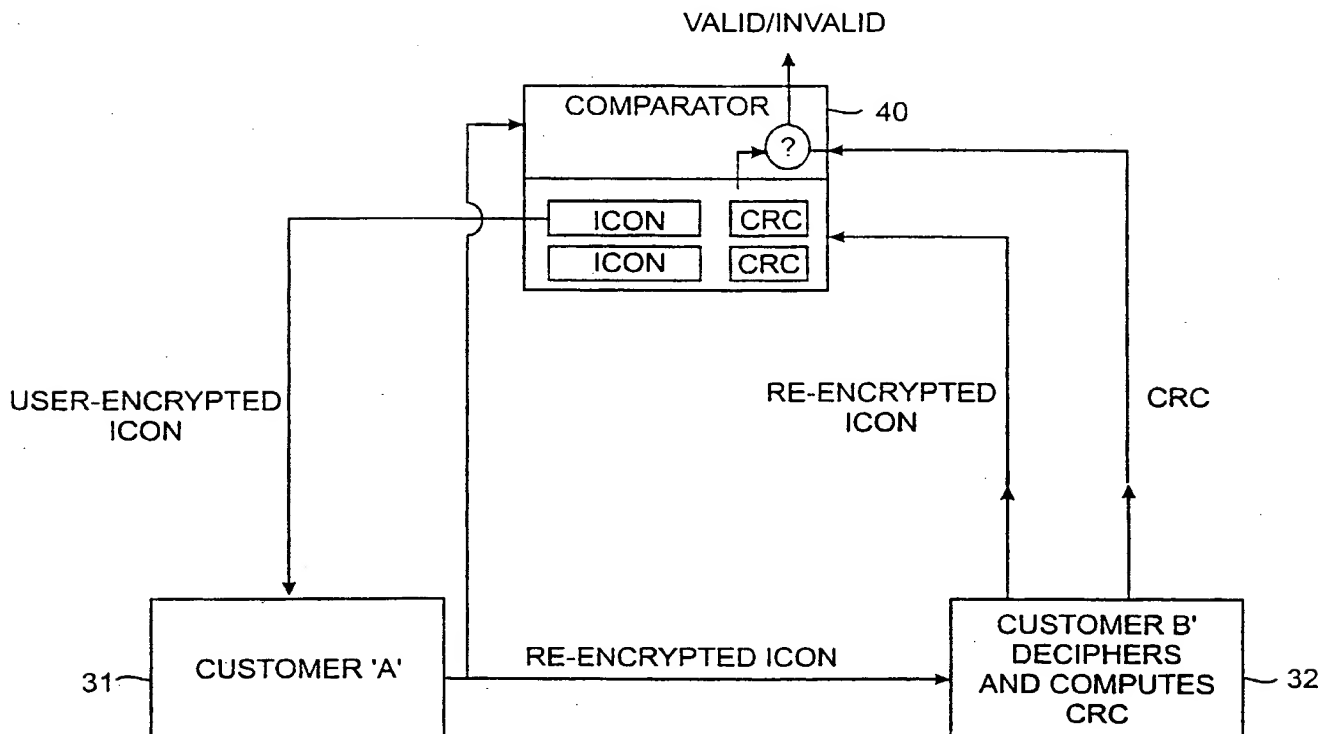 VALID/INVALID
COMPARATOR
40
?
ICON
CRC
ICON
CRC
USER-ENCRYPTED
ICON
RE-ENCRYPTED
ICON
CRC
31
CUSTOMER 'A'
RE-ENCRYPTED ICON
CUSTOMER B'
DECIPHERS
AND COMPUTES
CRC
32